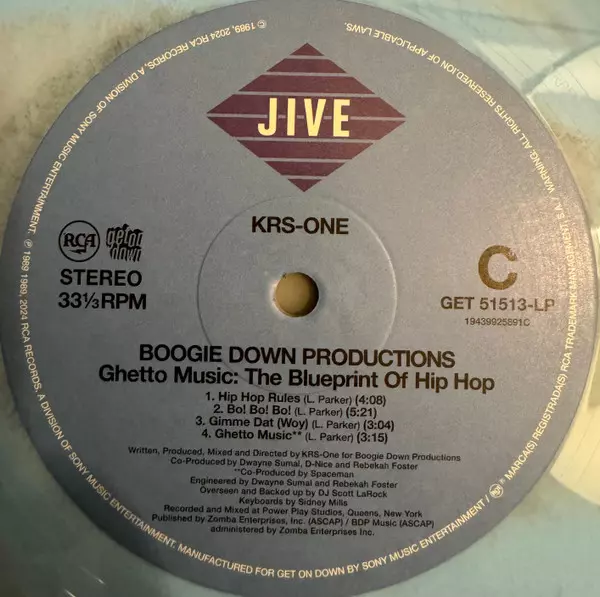 JIVE
KRS-ONE
RCA get on down
STEREO
33⅓RPM
C
GET 51513-LP
19439925891C
BOOGIE DOWN PRODUCTIONS
Ghetto Music: The Blueprint Of Hip Hop
1. Hip Hop Rules (L. Parker) (4:08)
2. Bo! Bo! Bo! (L. Parker) (5:21)
3. Gimme Dat (Woy) (L. Parker) (3:04)
4. Ghetto Music** (L. Parker) (3:15)
Written, Produced, Mixed and Directed by KRS-One for Boogie Down Productions
Co-Produced by Dwayne Sumal, D-Nice and Rebekah Foster
**Co-Produced by Spaceman
Engineered by Dwayne Sumal and Rebekah Foster
Overseen and Backed up by DJ Scott LaRock
Keyboards by Sidney Mills
Recorded and Mixed at Power Play Studios, Queens, New York
Published by Zomba Enterprises, Inc. (ASCAP) / BDP Music (ASCAP)
administered by Zomba Enterprises Inc.
℗ 1989 1989, 2024 RCA RECORDS, A DIVISION OF SONY MUSIC ENTERTAINMENT. MANUFACTURED FOR GET ON DOWN BY SONY MUSIC ENTERTAINMENT / ® MARCA(S) REGISTRADA(S) RCA TRADEMARK MANAGEMENT S.A.
WARNING, ALL RIGHTS RESERVED. ION OF APPLICABLE LAWS.
© 1989, 2024 RCA RECORDS, A DIVISION OF SONY MUSIC ENTERTAINMENT.